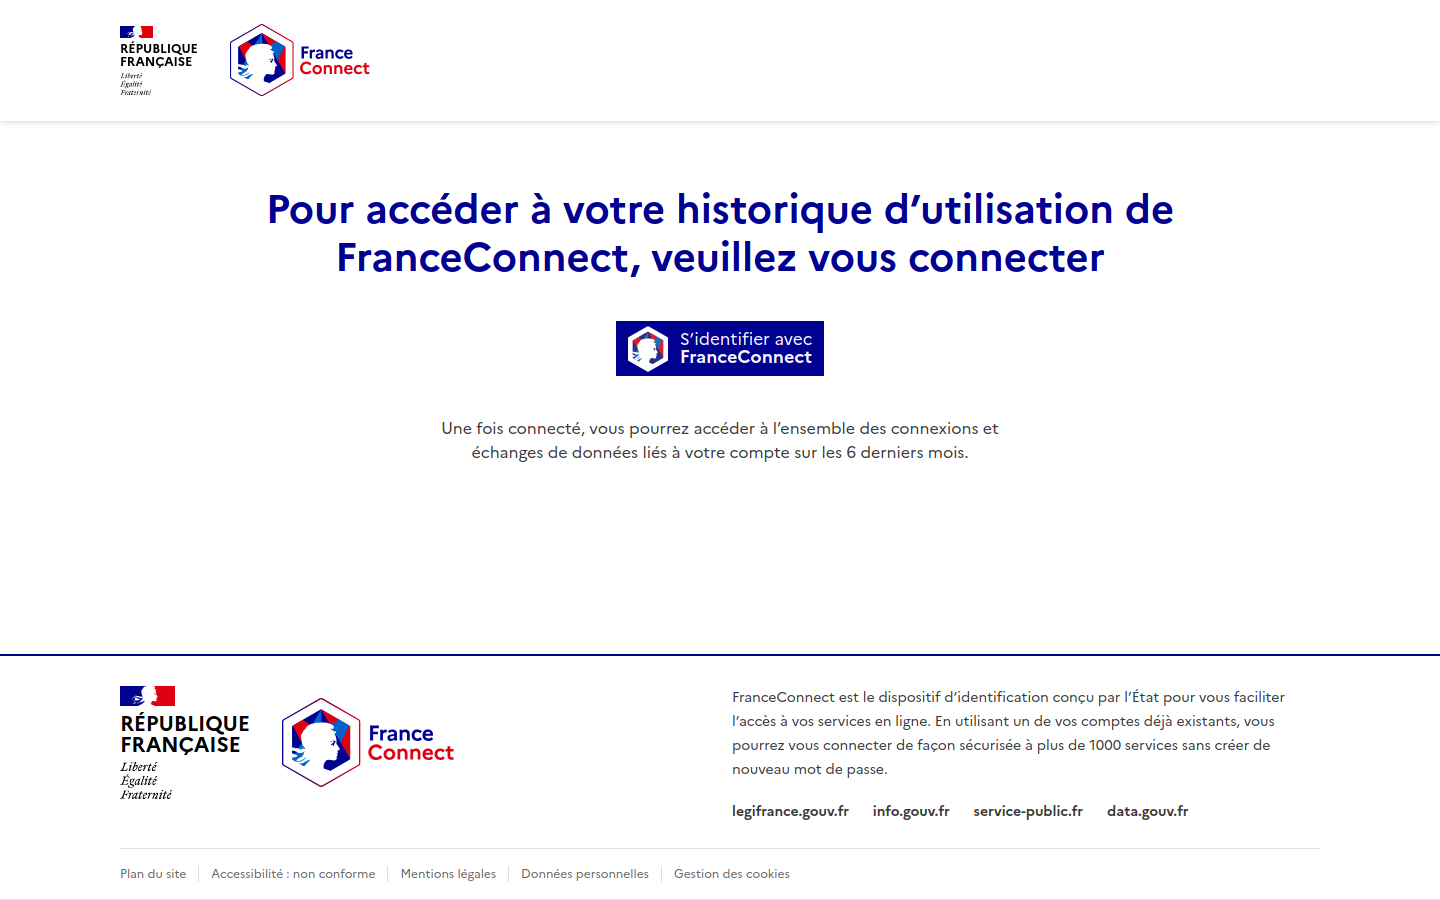 RÉPUBLIQUE
FRANÇAISE
Liberté
Égalité
Fraternité
France
Connect
Pour accéder à votre historique d’utilisation de
FranceConnect, veuillez vous connecter
S’identifier avec
FranceConnect
Une fois connecté, vous pourrez accéder à l’ensemble des connexions et
échanges de données liés à votre compte sur les 6 derniers mois.
RÉPUBLIQUE
FRANÇAISE
Liberté
Égalité
Fraternité
France
Connect
FranceConnect est le dispositif d’identification conçu par l’État pour vous faciliter
l’accès à vos services en ligne. En utilisant un de vos comptes déjà existants, vous
pourrez vous connecter de façon sécurisée à plus de 1000 services sans créer de
nouveau mot de passe.
legifrance.gouv.fr info.gouv.fr service-public.fr data.gouv.fr
Plan du site Accessibilité : non conforme Mentions légales Données personnelles Gestion des cookies